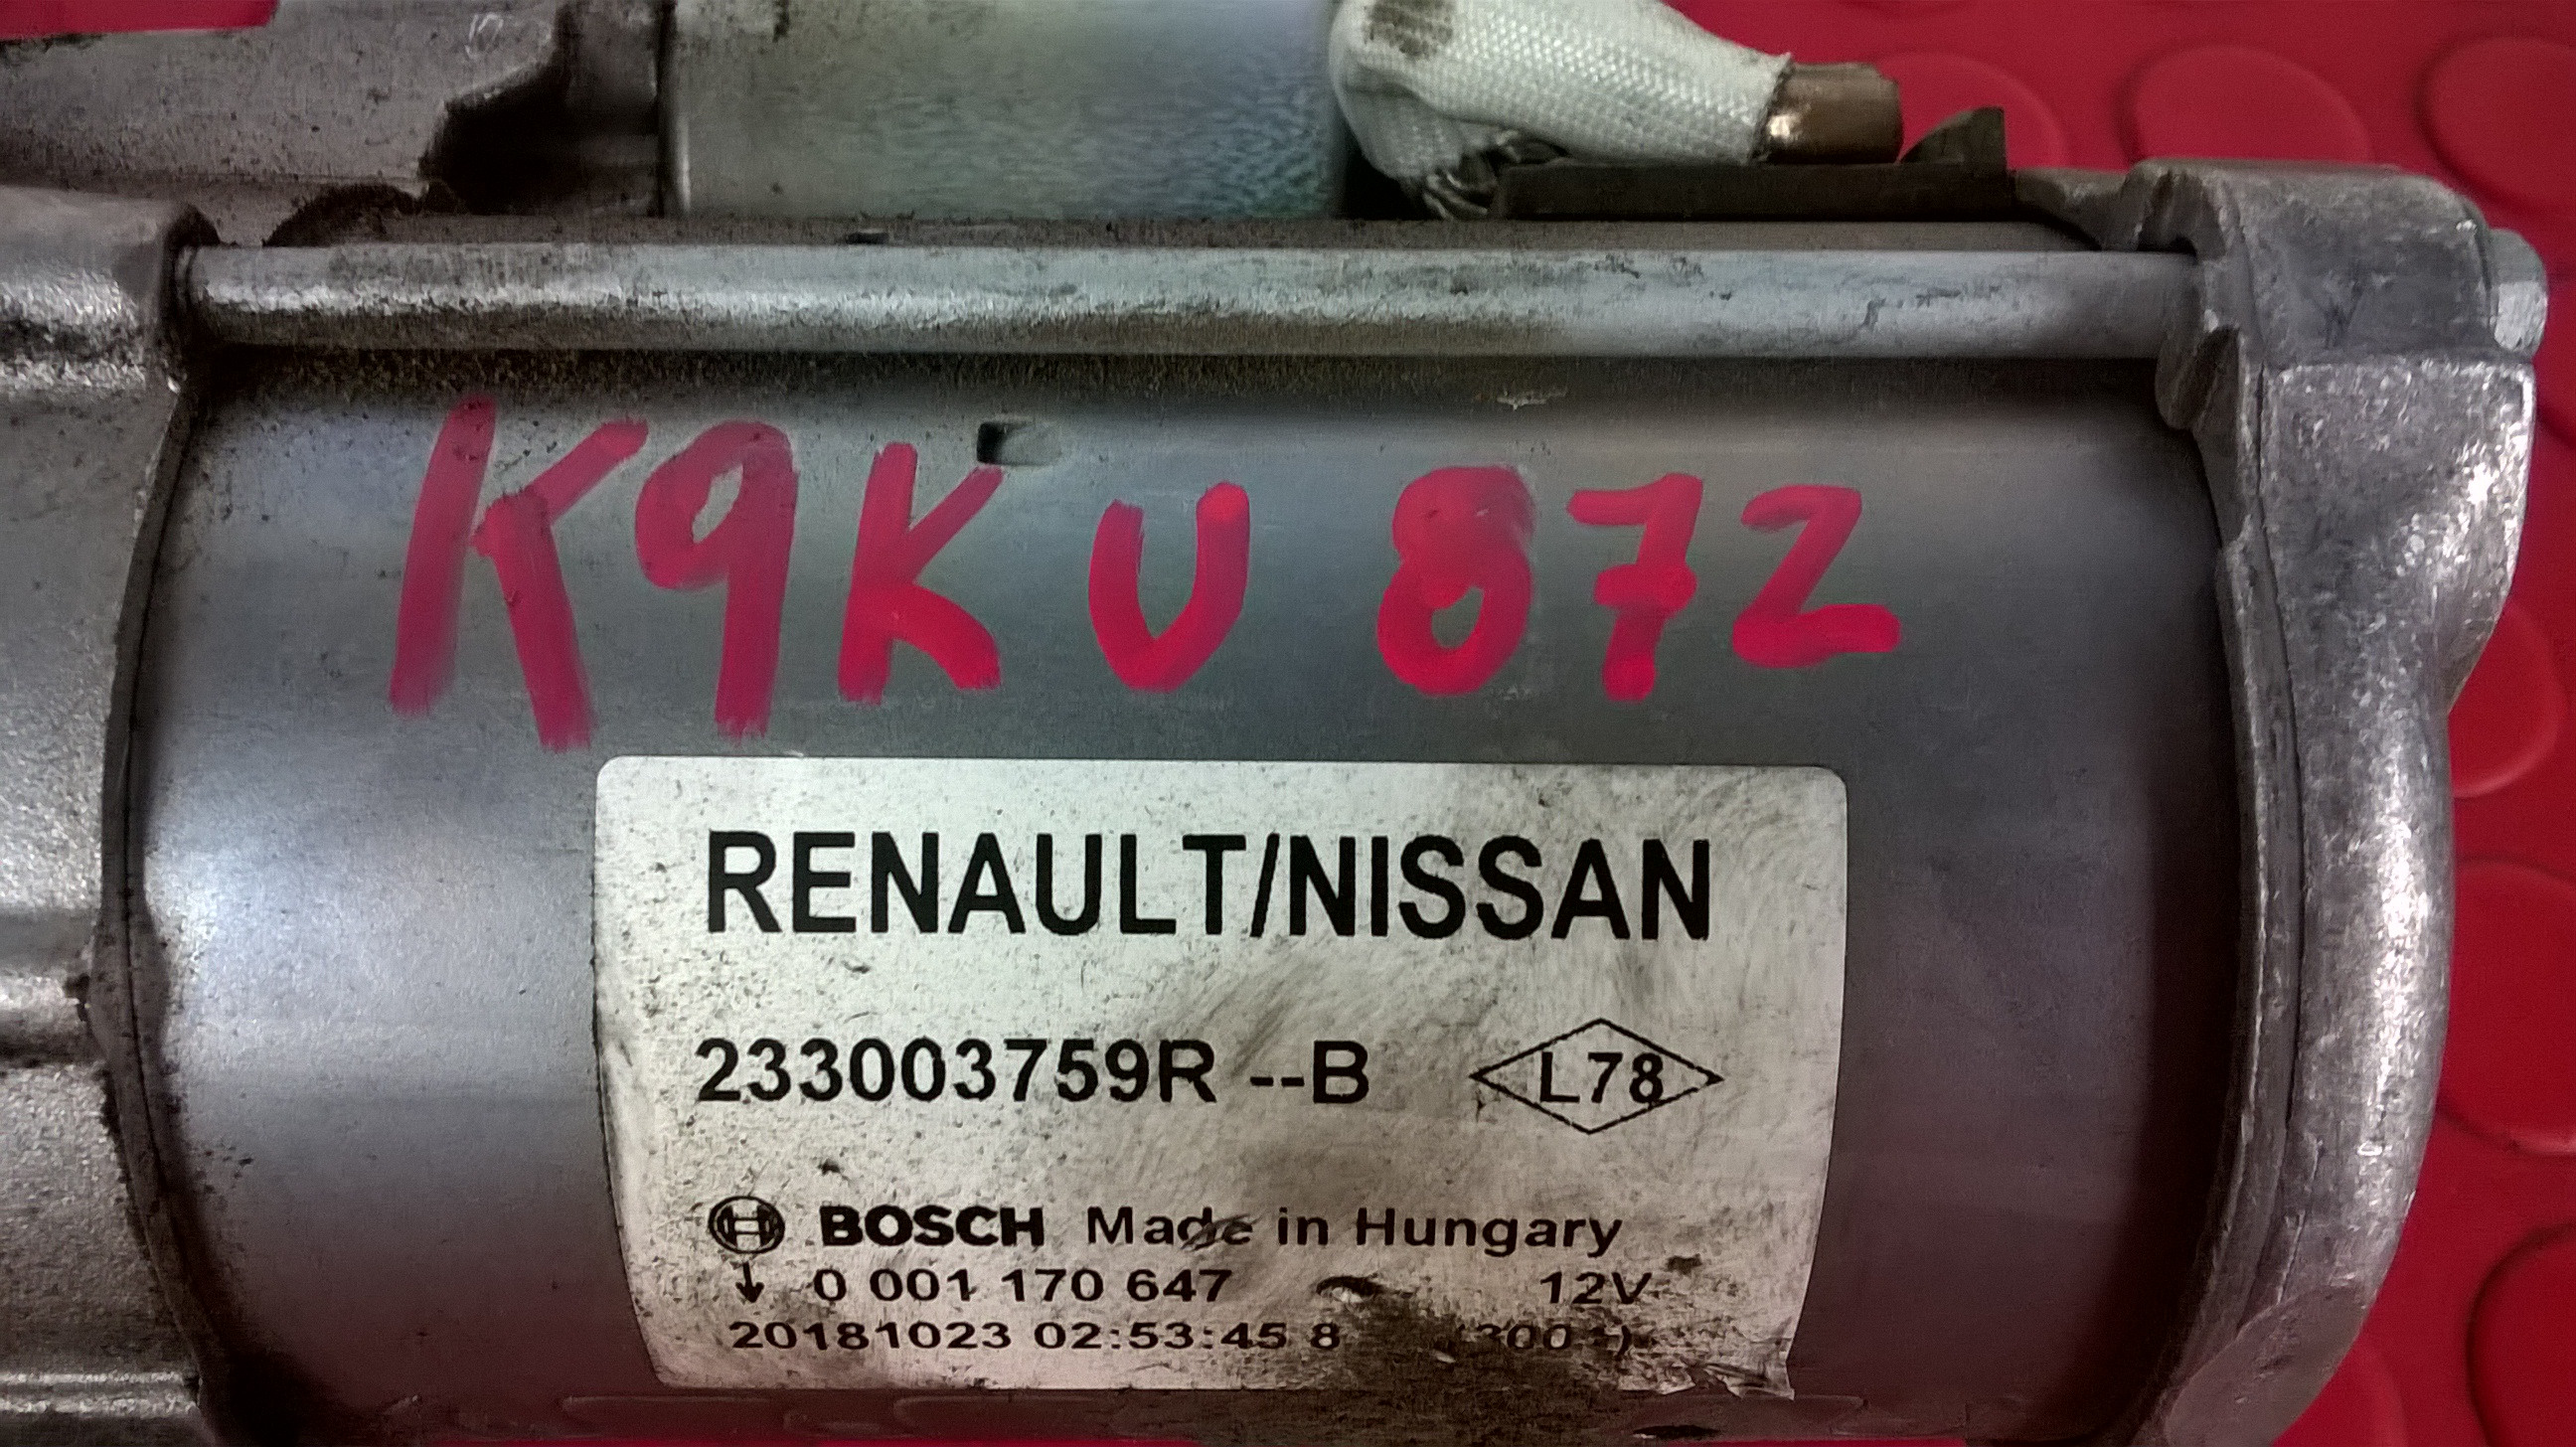 K9K U 872
RENAULT/NISSAN
233003759R --B L78
BOSCH Made in Hungary
0 001 170 647 12V
20181023 02:53:45 8